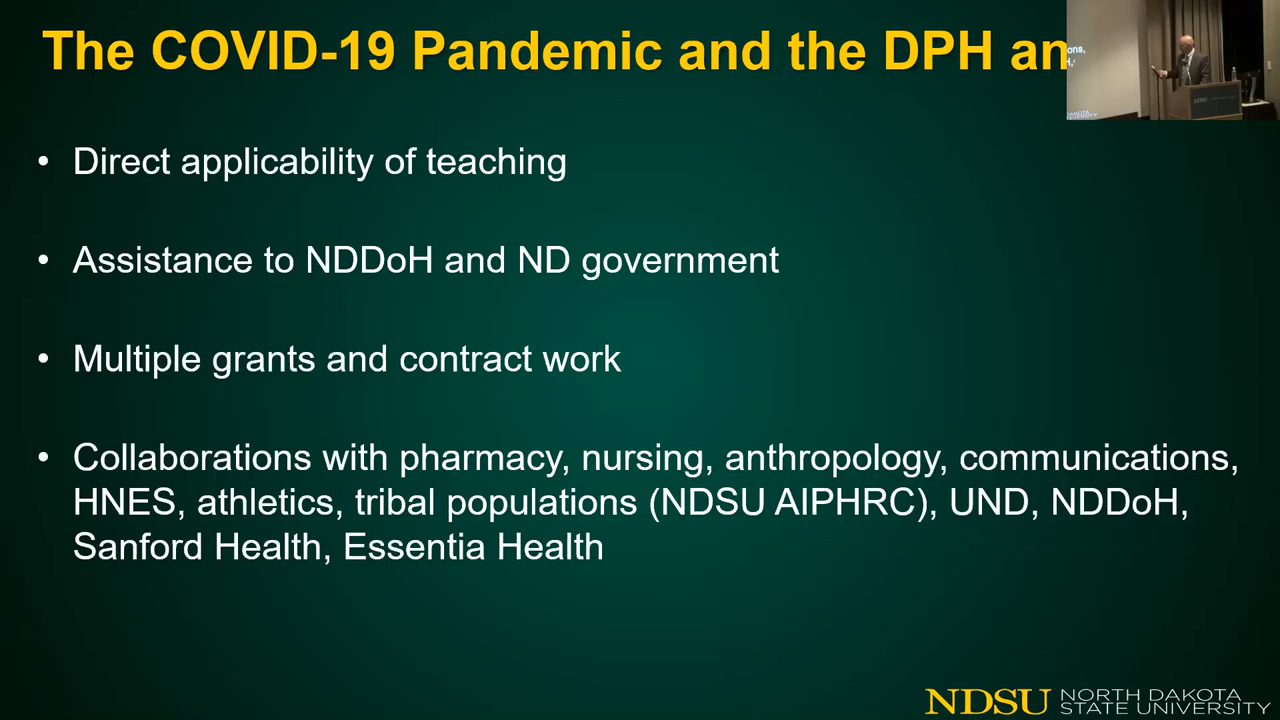 The COVID-19 Pandemic and the DPH an
• Direct applicability of teaching
• Assistance to NDDoH and ND government
• Multiple grants and contract work
• Collaborations with pharmacy, nursing, anthropology, communications,
HNES, athletics, tribal populations (NDSU AIPHRC), UND, NDDoH,
Sanford Health, Essentia Health
NDSU NORTH DAKOTA
STATE UNIVERSITY
ons,
NDSU